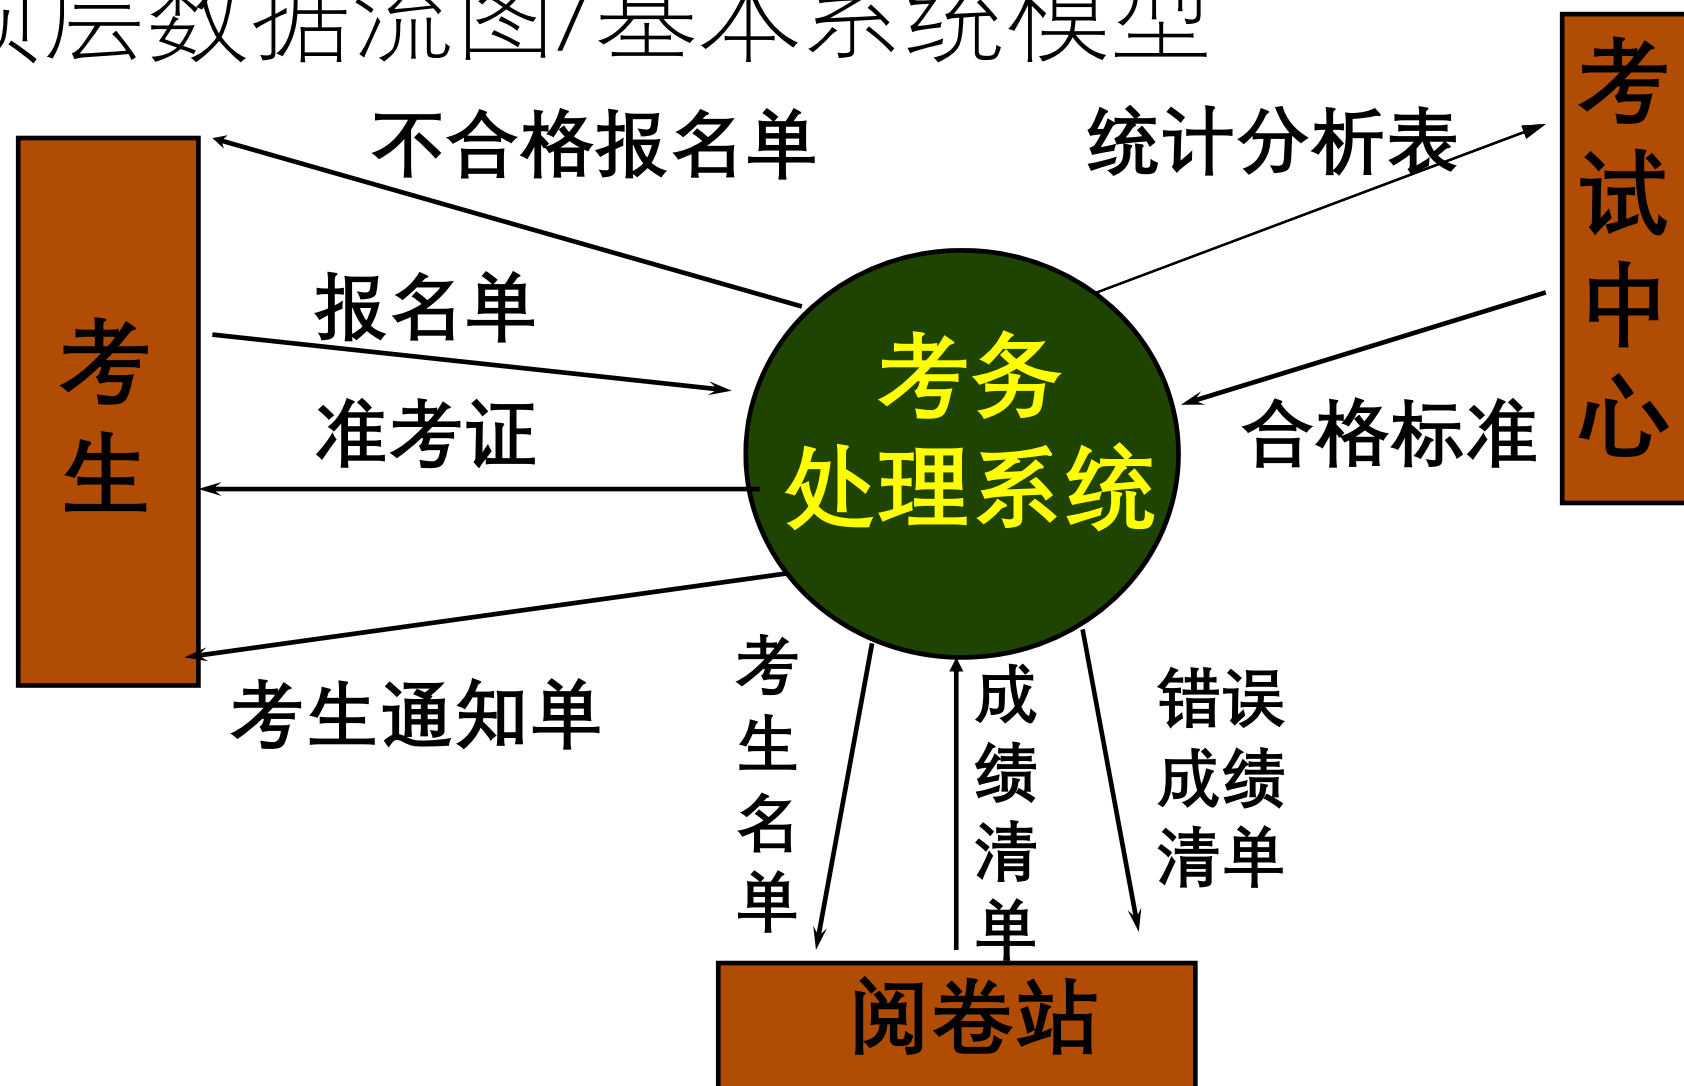 顶层数据流图/基本系统模型
不合格报名单
统计分析表
考试中心
报名单
考生
考务
处理系统
准考证
合格标准
考生通知单
考生名单
成绩清单
错误
成绩
清单
阅卷站